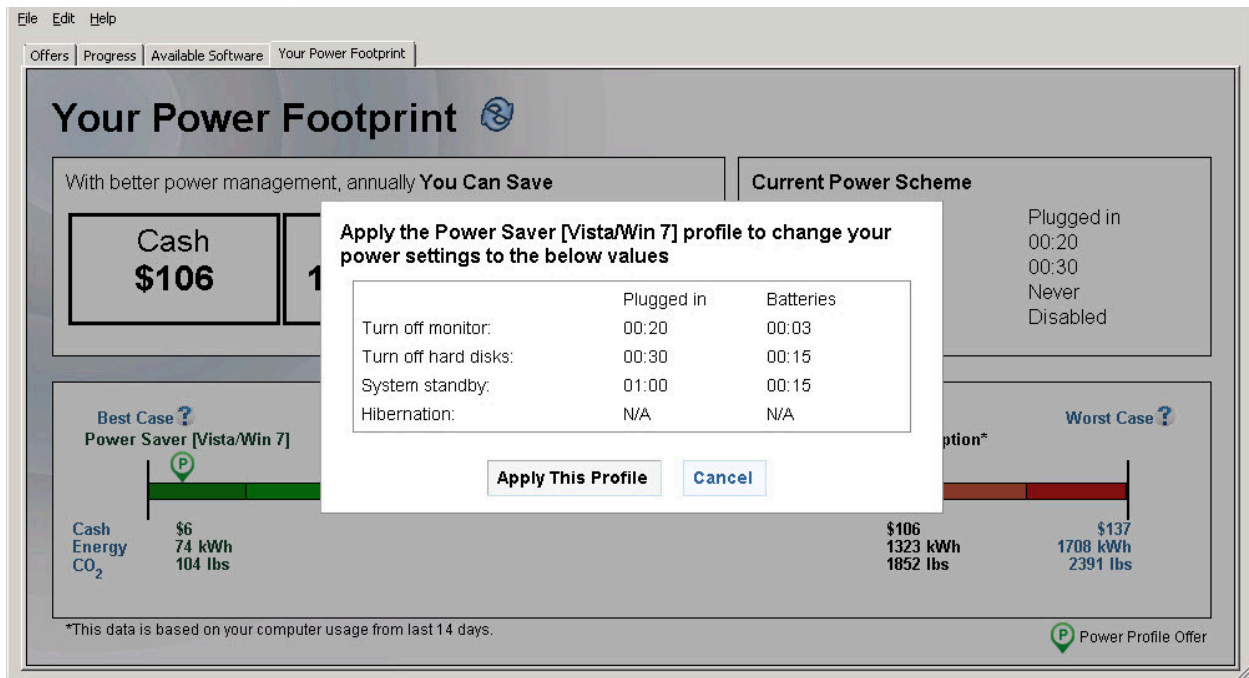 File Edit Help
Offers Progress Available Software Your Power Footprint
Your Power Footprint
With better power management, annually You Can Save
Cash
$106
1
Current Power Scheme
Plugged in
00:20
00:30
Never
Disabled
Apply the Power Saver [Vista/Win 7] profile to change your
power settings to the below values
Plugged in Batteries
Turn off monitor: 00:20 00:03
Turn off hard disks: 00:30 00:15
System standby: 01:00 00:15
Hibernation: N/A N/A
Apply This Profile Cancel
Best Case ?
Power Saver [Vista/Win 7]
P
ption*
Worst Case ?
Cash $6 $106 $137
Energy 74 kWh 1323 kWh 1708 kWh
CO2 104 lbs 1852 lbs 2391 lbs
*This data is based on your computer usage from last 14 days.
P Power Profile Offer